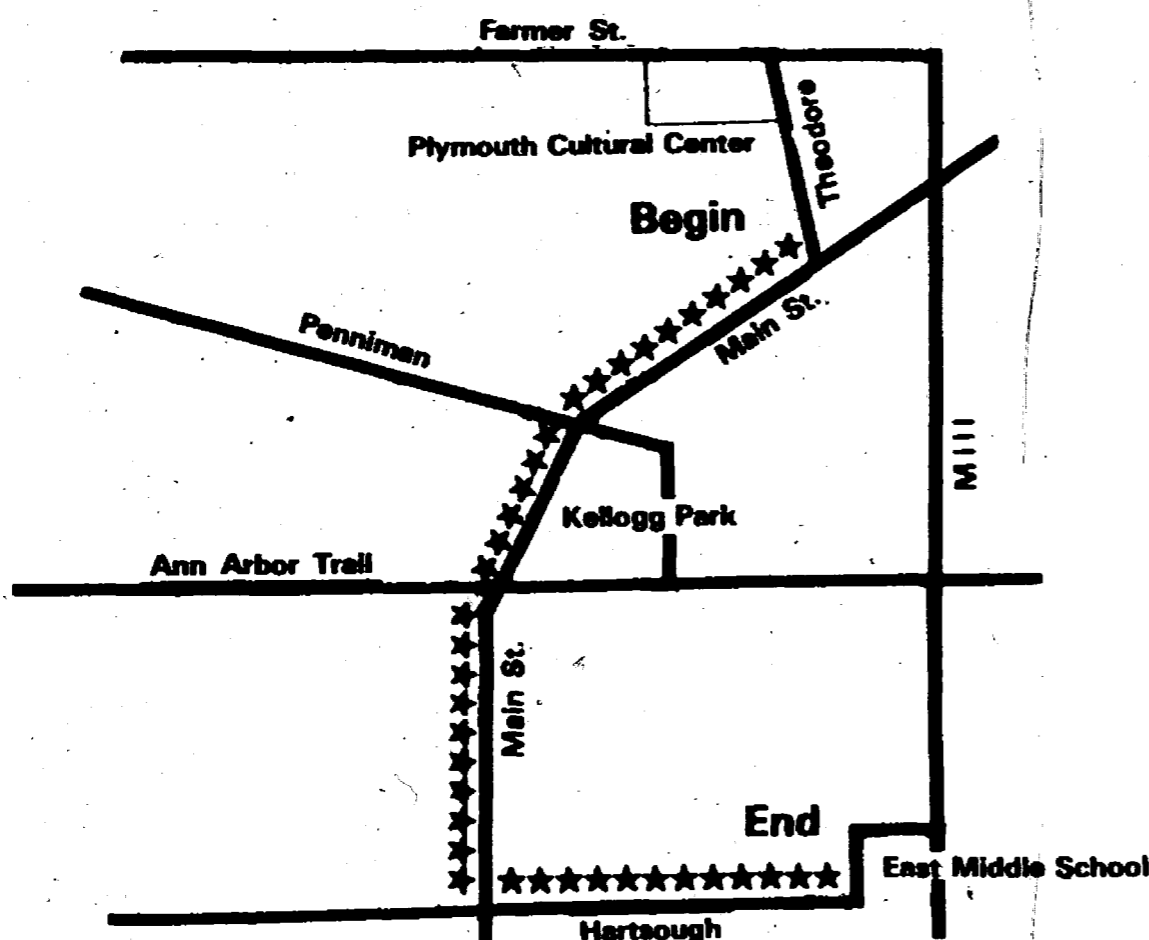 Farmer St.
Plymouth Cultural Center
Theodore
Begin
Main St.
Penniman
Mill
Kellogg Park
Ann Arbor Trail
Main St.
End
East Middle School
Hartsough